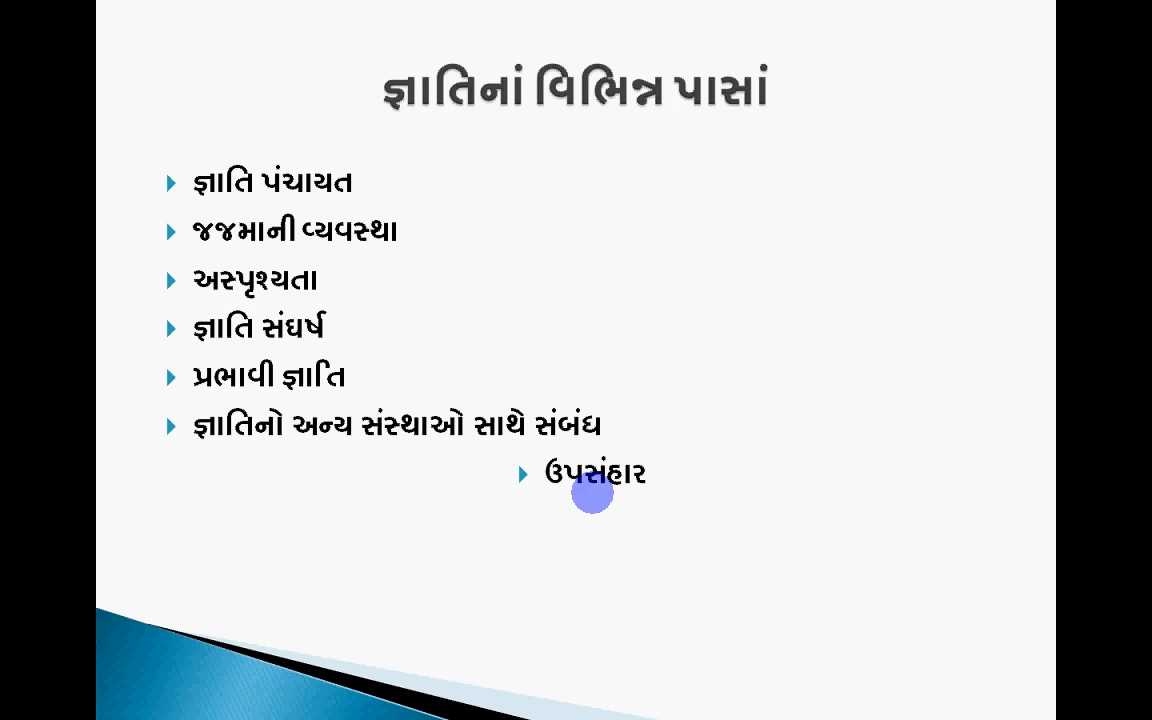 જ્ઞાતિનાં વિભિન્ન પાસાં
જ્ઞાતિ પંચાયત
જજમાની વ્યવસ્થા
અસ્પૃશ્યતા
જ્ઞાતિ સંઘર્ષ
પ્રભાવી જ્ઞાતિ
જ્ઞાતિનો અન્ય સંસ્થાઓ સાથે સંબંધ
ઉપસંહાર